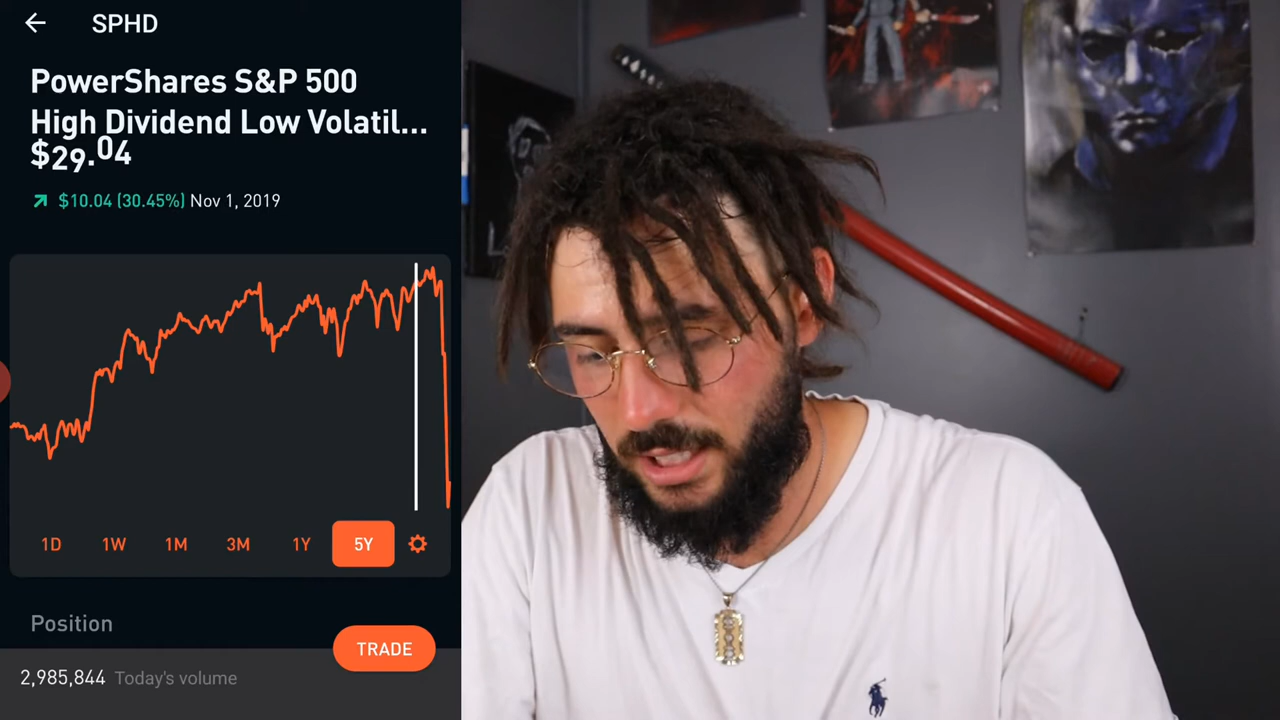 SPHD
PowerShares S&P 500
High Dividend Low Volatil...
$29.04
$10.04 (30.45%) Nov 1, 2019
1D 1W 1M 3M 1Y 5Y
Position
TRADE
2,985,844 Today's volume